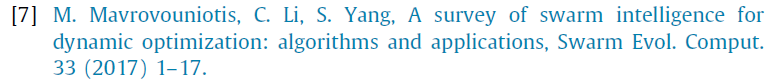 [7] M. Mavrovouniotis, C. Li, S. Yang, A survey of swarm intelligence for
dynamic optimization: algorithms and applications, Swarm Evol. Comput.
33 (2017) 1–17.